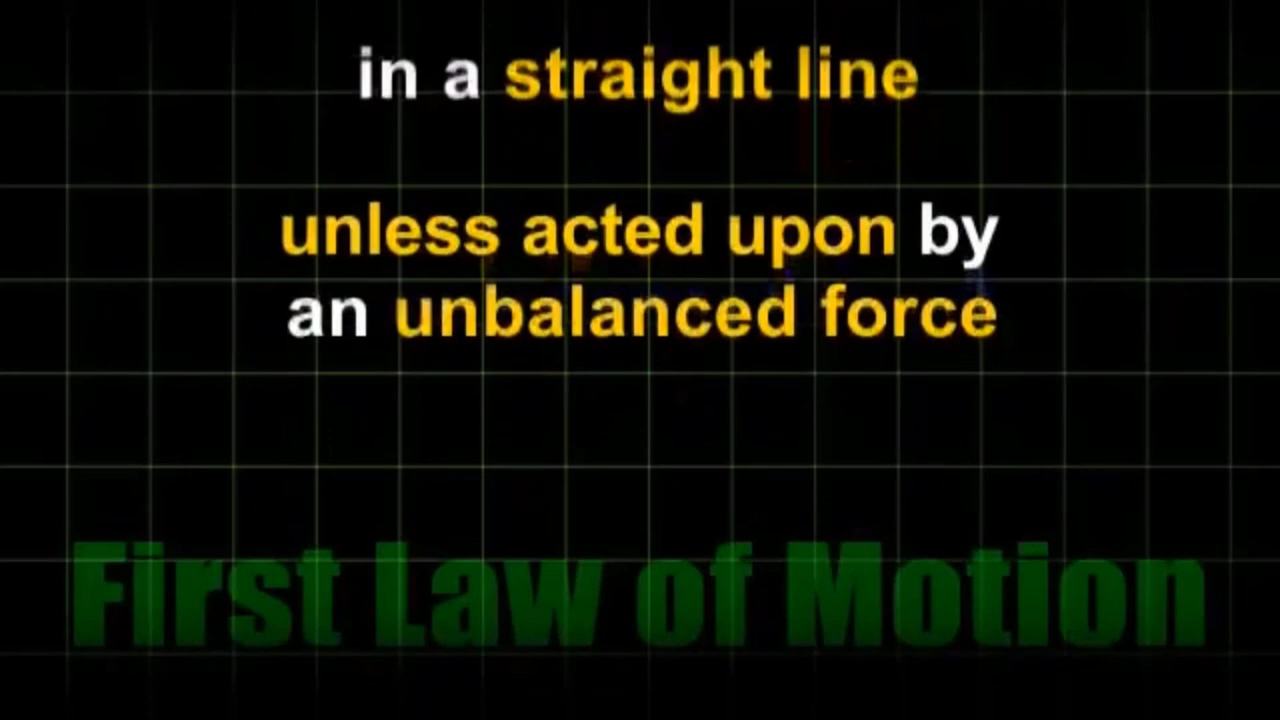 in a straight line
unless acted upon by
an unbalanced force
First Law of Motion